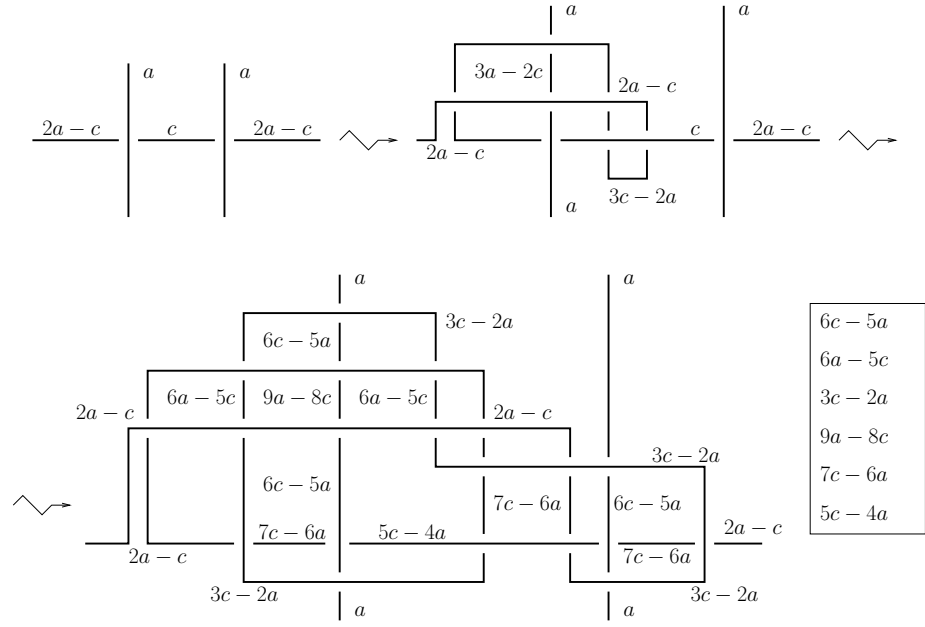 a
a
2a − c
c
2a − c
a
a
3a − 2c
2a − c
c
2a − c
2a − c
3c − 2a
a
a
a
3c − 2a
6c − 5a
6a − 5c
9a − 8c
6a − 5c
2a − c
2a − c
3c − 2a
6c − 5a
7c − 6a
6c − 5a
7c − 6a
5c − 4a
2a − c
2a − c
7c − 6a
3c − 2a
3c − 2a
a
a
6c − 5a
6a − 5c
3c − 2a
9a − 8c
7c − 6a
5c − 4a